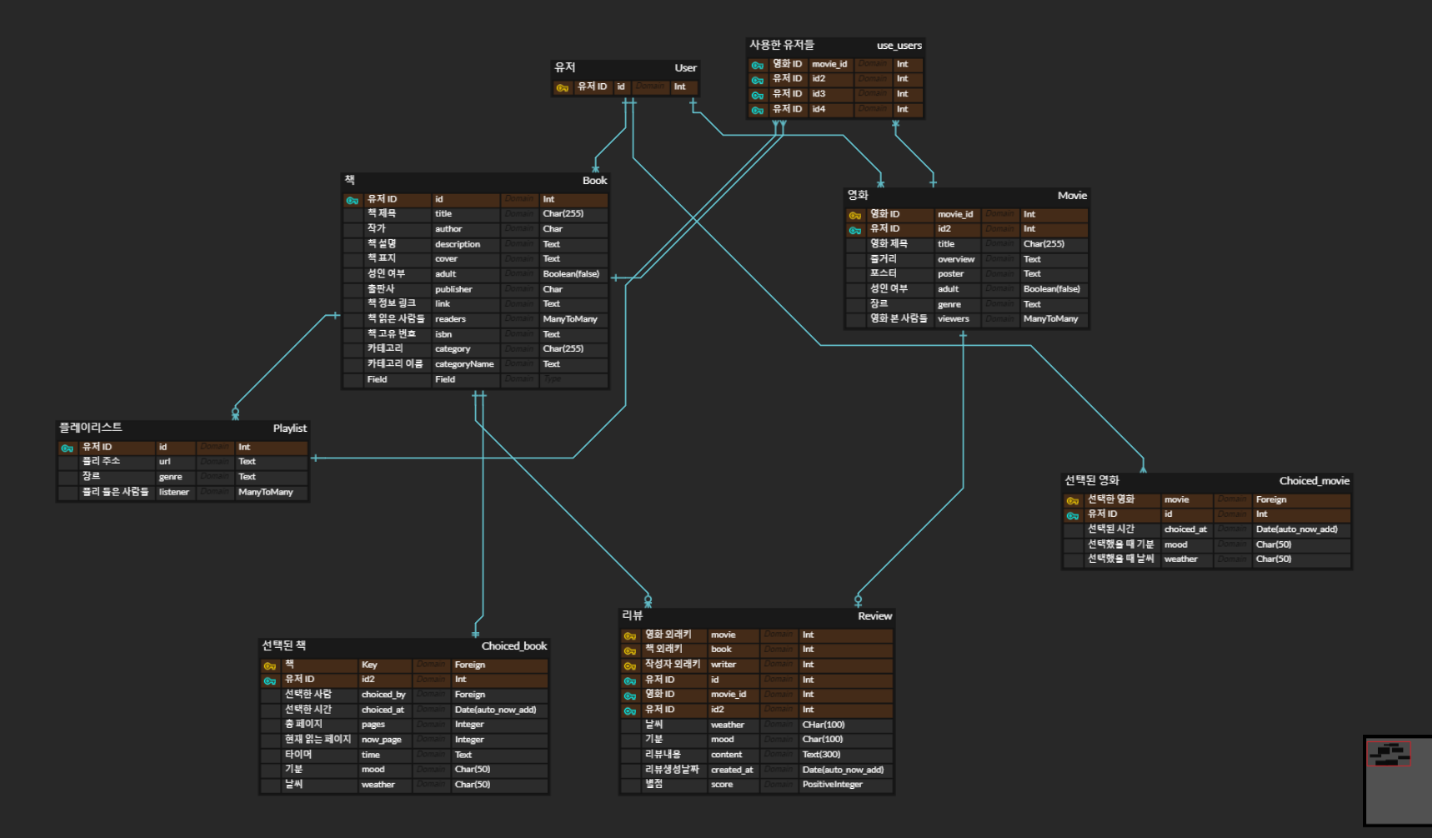 사용한 유저들 use_users
영화 ID movie_id Domain Int
유저 ID id2 Domain Int
유저 ID id3 Domain Int
유저 ID id4 Domain Int
유저 User
유저 ID id Domain Int
책 Book
유저 ID id Domain Int
책 제목 title Domain Char(255)
작가 author Domain Char
책 설명 description Domain Text
책 표지 cover Domain Text
성인 여부 adult Domain Boolean(false)
출판사 publisher Domain Char
책 정보 링크 link Domain Text
책 읽은 사람들 readers Domain ManyToMany
책 고유 번호 isbn Domain Text
카테고리 category Domain Char(255)
카테고리 이름 categoryName Domain Text
Field Field Domain Type
영화 Movie
영화 ID movie_id Domain Int
유저 ID id2 Domain Int
영화 제목 title Domain Char(255)
줄거리 overview Domain Text
포스터 poster Domain Text
성인 여부 adult Domain Boolean(false)
장르 genre Domain Text
영화 본 사람들 viewers Domain ManyToMany
플레이리스트 Playlist
유저 ID id Domain Int
플리 주소 url Domain Text
장르 genre Domain Text
플리 들은 사람들 listener Domain ManyToMany
선택된 영화 Choiced_movie
선택한 영화 movie Domain Foreign
유저 ID id Domain Int
선택된 시간 choiced_at Domain Date(auto_now_add)
선택했을 때 기분 mood Domain Char(50)
선택했을 때 날씨 weather Domain Char(50)
선택된 책 Choiced_book
책 Key Domain Foreign
유저 ID id2 Domain Int
선택한 사람 choiced_by Domain Foreign
선택한 시간 choiced_at Domain Date(auto_now_add)
총 페이지 pages Domain Integer
현재 읽는 페이지 now_page Domain Integer
타이머 time Domain Text
기분 mood Domain Char(50)
날씨 weather Domain Char(50)
리뷰 Review
영화 외래키 movie Domain Int
책 외래키 book Domain Int
작성자 외래키 writer Domain Int
유저 ID id Domain Int
영화 ID movie_id Domain Int
유저 ID id2 Domain Int
날씨 weather Domain CHar(100)
기분 mood Domain Char(100)
리뷰내용 content Domain Text(300)
리뷰생성날짜 created_at Domain Date(auto_now_add)
별점 score Domain PositiveInteger